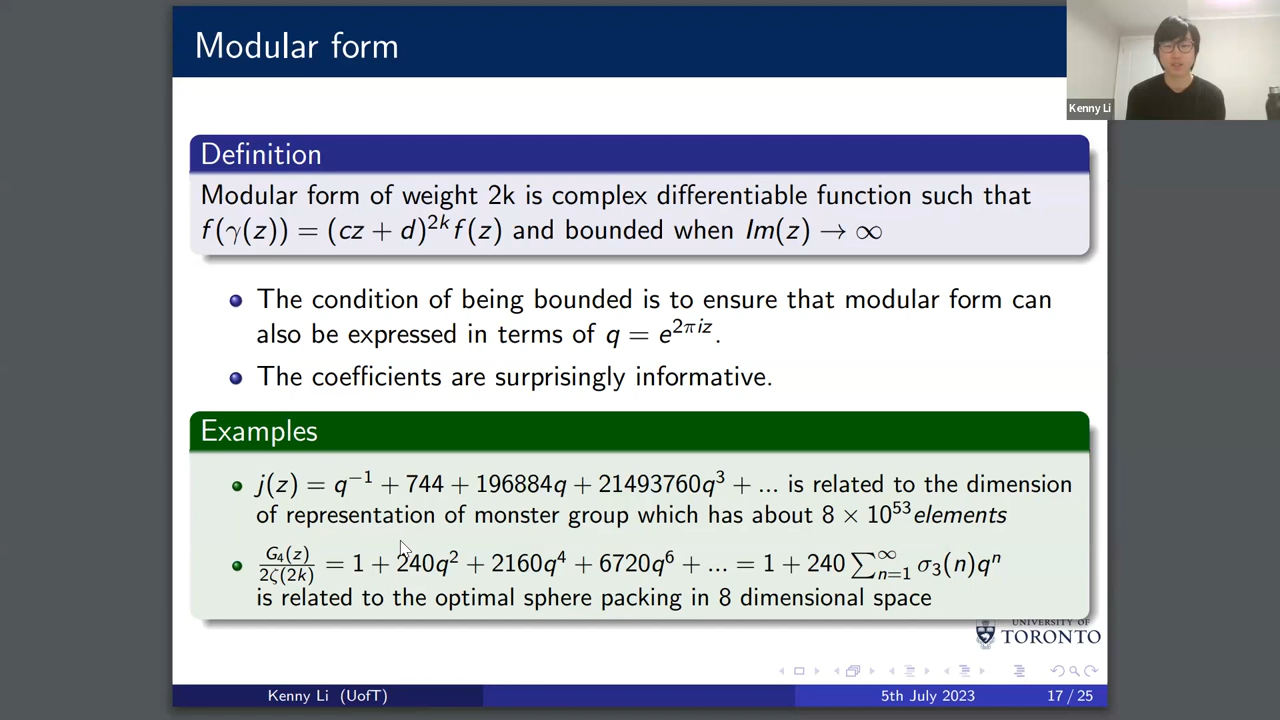 Modular form
Kenny Li
Definition
Modular form of weight 2k is complex differentiable function such that
f(γ(z)) = (cz + d)^{2k} f(z) and bounded when Im(z) → ∞
The condition of being bounded is to ensure that modular form can
also be expressed in terms of q = e^{2πiz}.
The coefficients are surprisingly informative.
Examples
j(z) = q^{-1} + 744 + 196884q + 21493760q^3 + ... is related to the dimension
of representation of monster group which has about 8 × 10^{53} elements
G_4(z)/2ζ(2k) = 1 + 240q^2 + 2160q^4 + 6720q^6 + ... = 1 + 240 ∑_{n=1}^{∞} σ_3(n)q^n
is related to the optimal sphere packing in 8 dimensional space
UNIVERSITY OF
TORONTO
Kenny Li (UofT)
5th July 2023
17 / 25